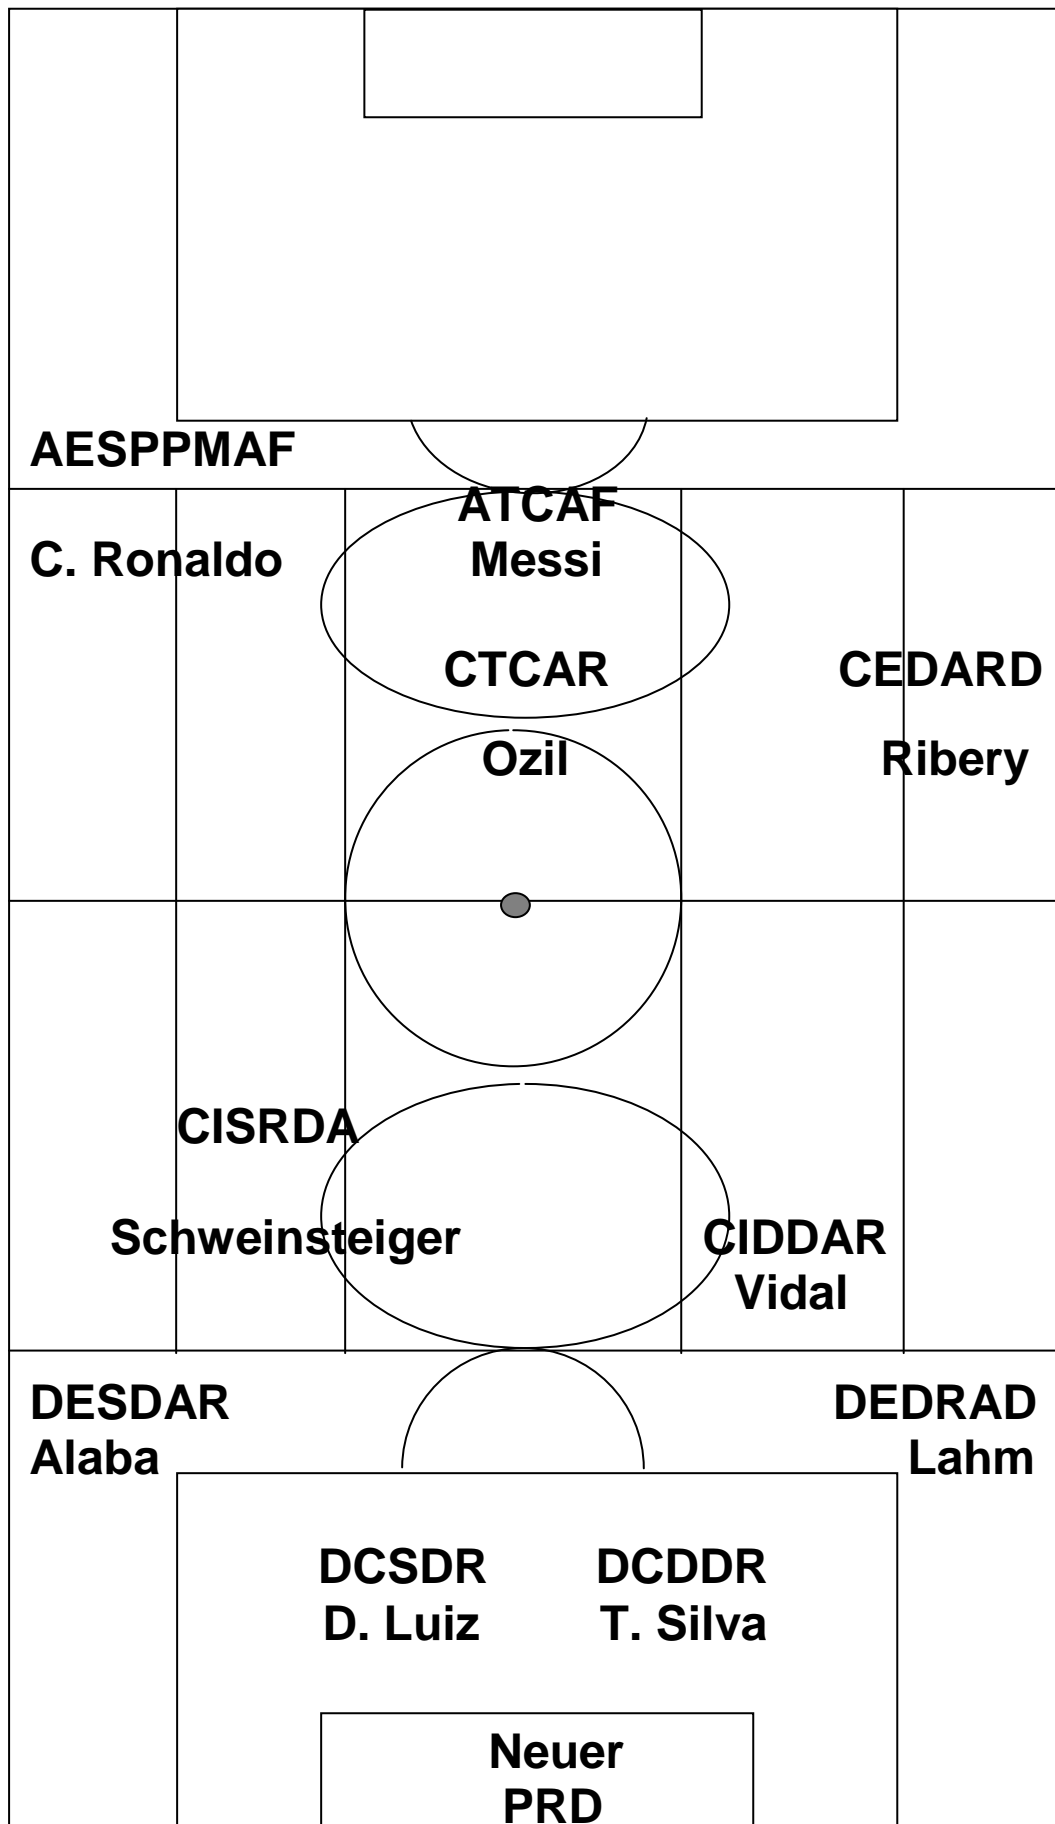 AESPPMAF
ATCAF
C. Ronaldo
Messi
CTCAR
CEDARD
Ozil
Ribery
CISRDA
Schweinsteiger
CIDDAR
Vidal
DESDAR
DEDRAD
Alaba
Lahm
DCSDR
DCDDR
D. Luiz
T. Silva
Neuer
PRD